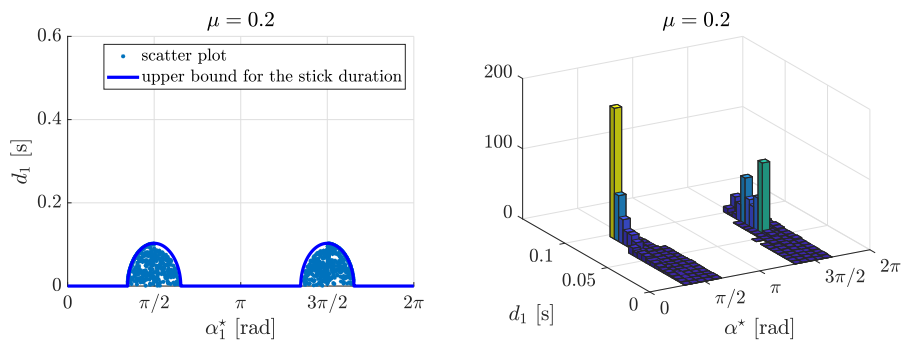 μ = 0.2
0.6
0.4
0.2
0
d₁ [s]
scatter plot
upper bound for the stick duration
0 π/2 π 3π/2 2π
α₁* [rad]
μ = 0.2
200
100
0
0.1
0.05
0
d₁ [s]
0
π/2
π
3π/2
2π
α* [rad]